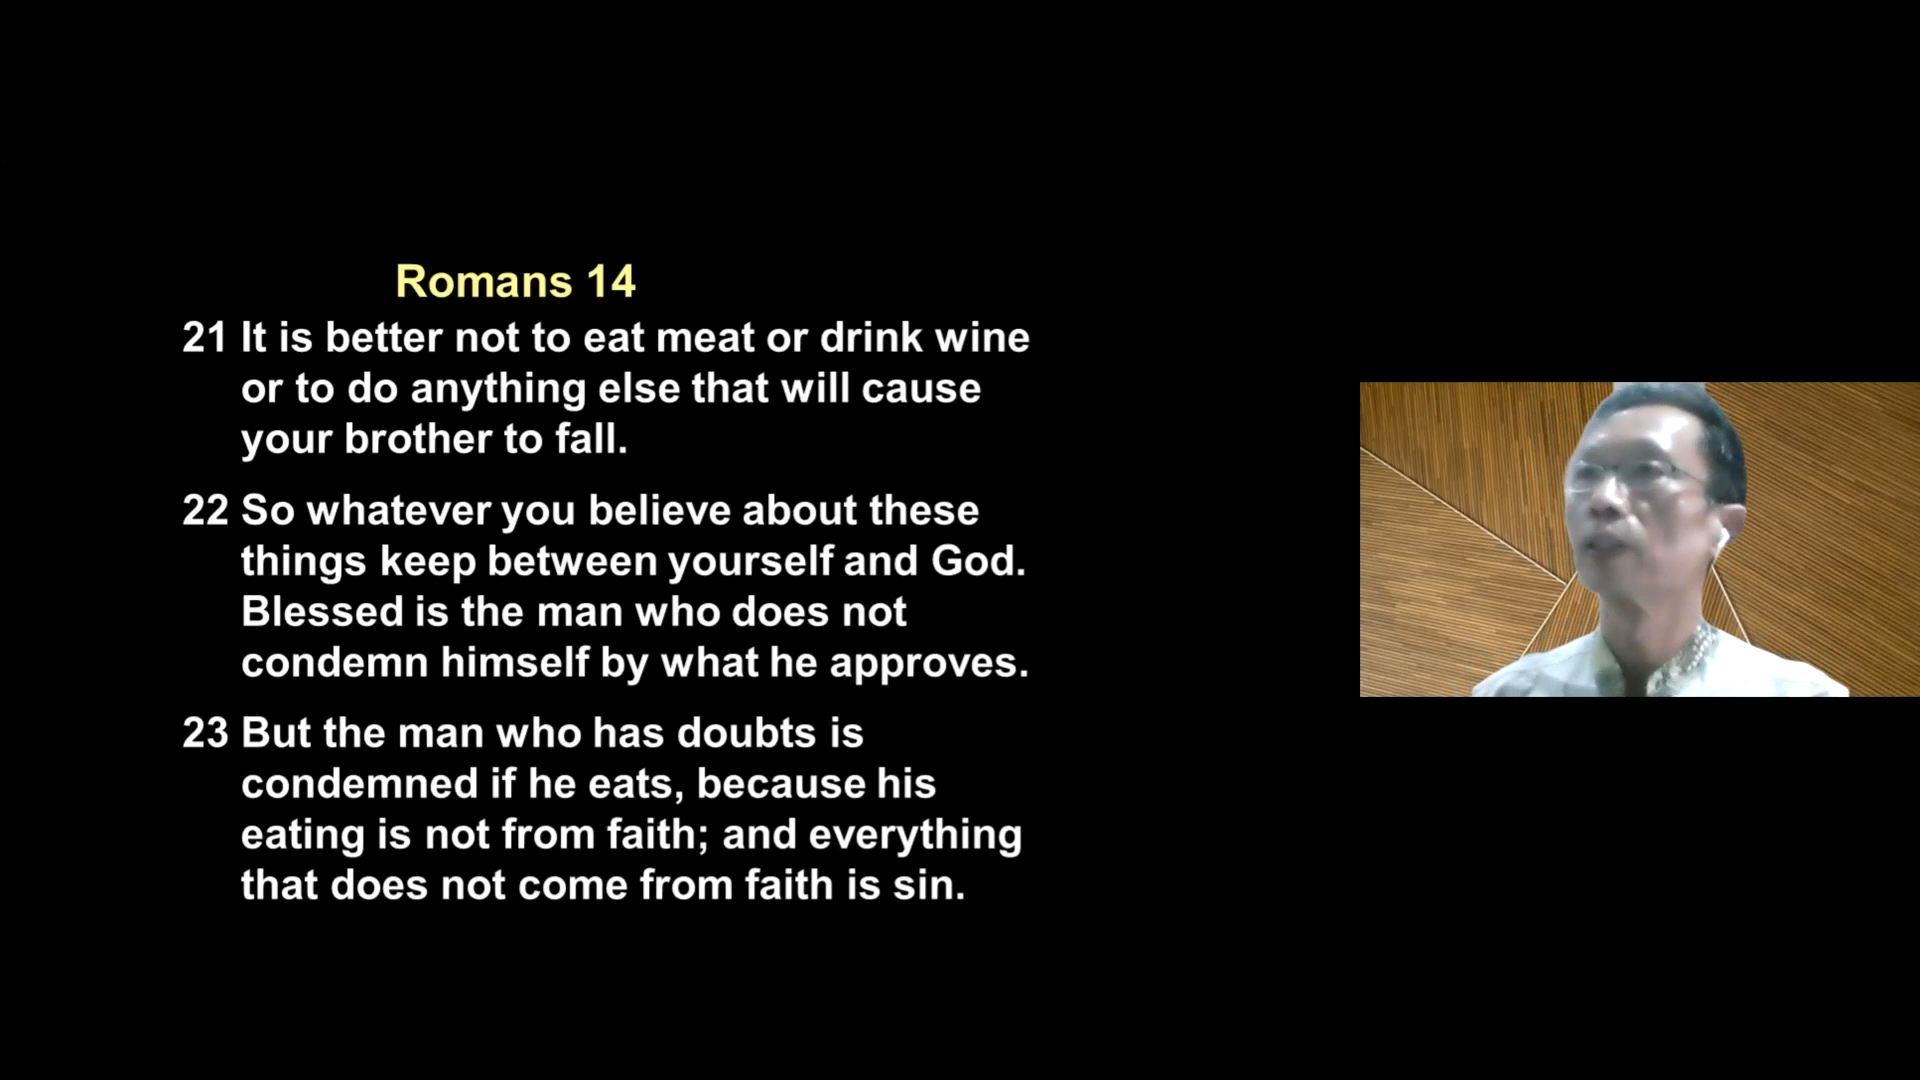 Romans 14
21 It is better not to eat meat or drink wine
or to do anything else that will cause
your brother to fall.
22 So whatever you believe about these
things keep between yourself and God.
Blessed is the man who does not
condemn himself by what he approves.
23 But the man who has doubts is
condemned if he eats, because his
eating is not from faith; and everything
that does not come from faith is sin.